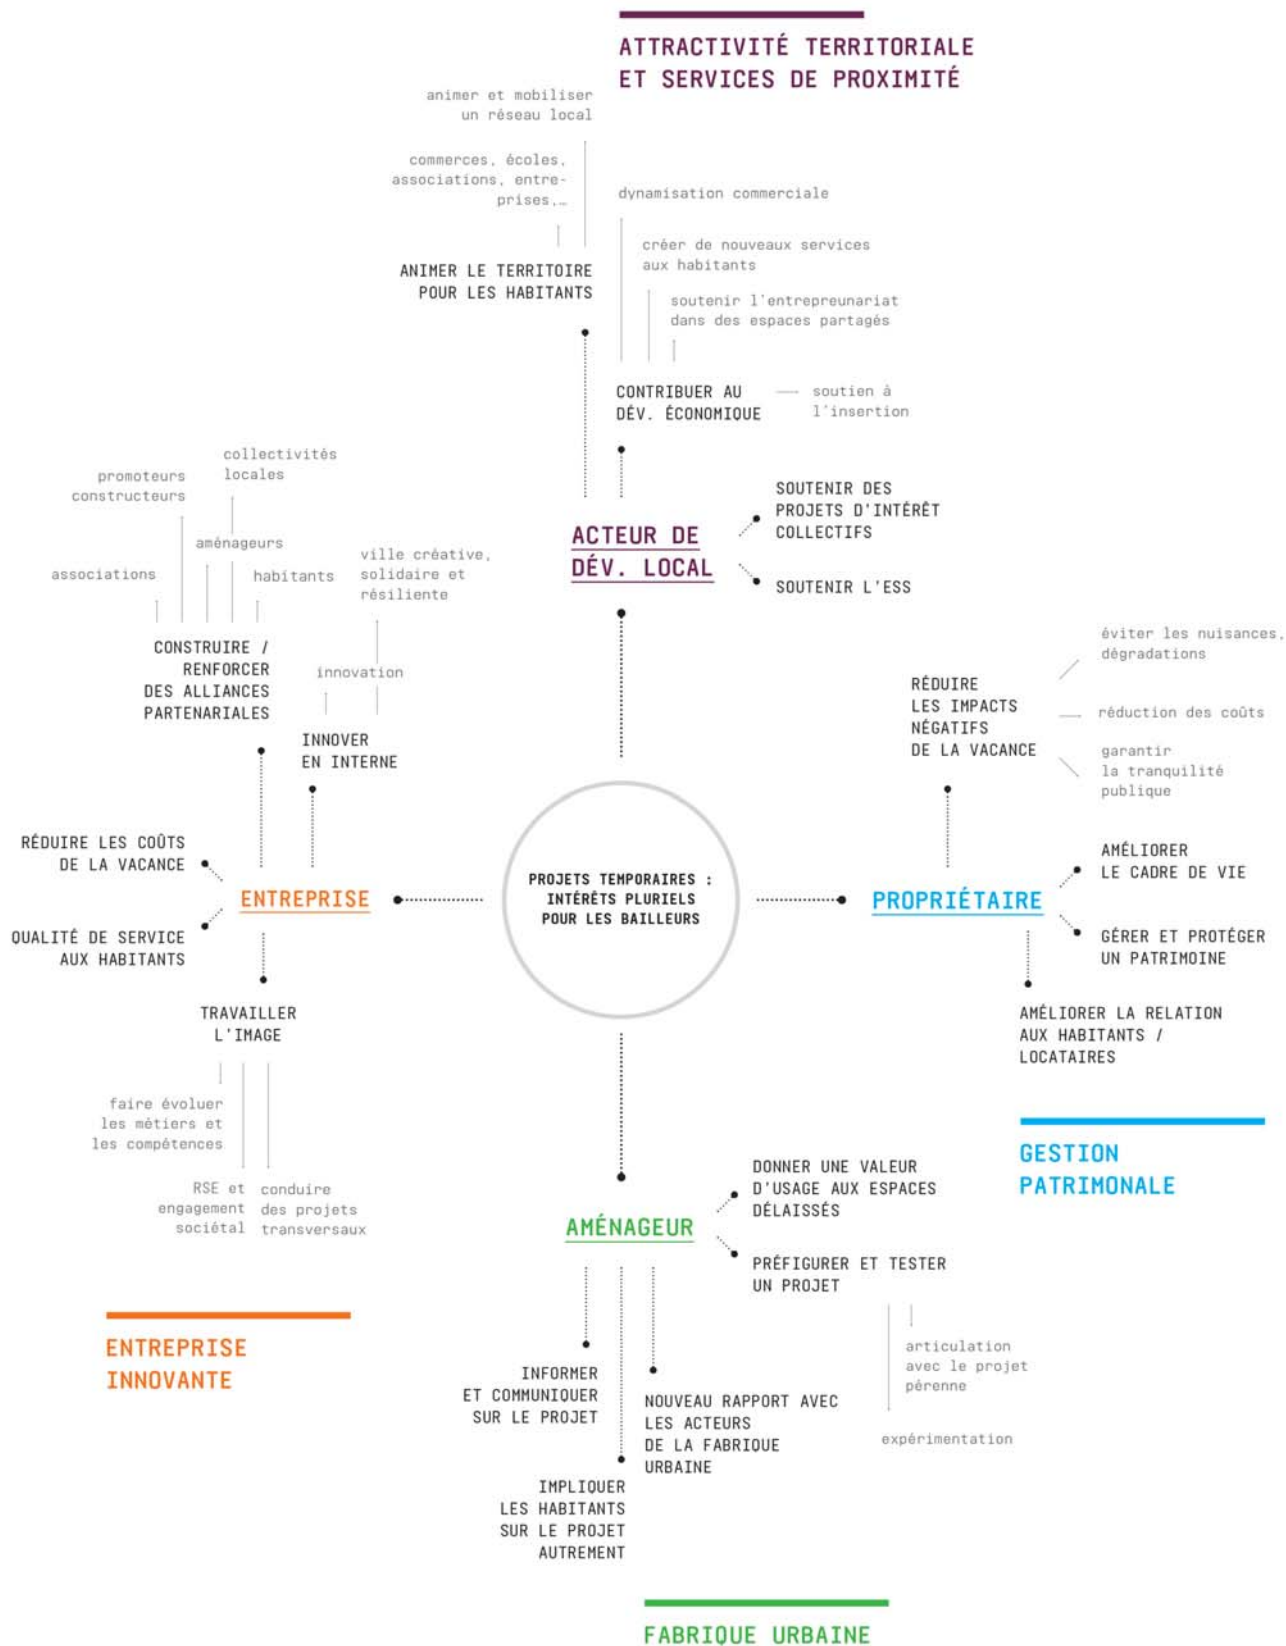 ATTRACTIVITÉ TERRITORIALE
ET SERVICES DE PROXIMITÉ
animer et mobiliser
un réseau local
commerces, écoles,
associations, entre-
prises,…
ANIMER LE TERRITOIRE
POUR LES HABITANTS
dynamisation commerciale
créer de nouveaux services
aux habitants
soutenir l'entrepreunariat
dans des espaces partagés
CONTRIBUER AU
DÉV. ÉCONOMIQUE
soutien à
l'insertion
ACTEUR DE
DÉV. LOCAL
SOUTENIR DES
PROJETS D'INTÉRÊT
COLLECTIFS
SOUTENIR L'ESS
collectivités
locales
promoteurs
constructeurs
aménageurs
associations
habitants
CONSTRUIRE /
RENFORCER
DES ALLIANCES
PARTENARIALES
ville créative,
solidaire et
résiliente
innovation
INNOVER
EN INTERNE
RÉDUIRE LES COÛTS
DE LA VACANCE
ENTREPRISE
QUALITÉ DE SERVICE
AUX HABITANTS
TRAVAILLER
L'IMAGE
faire évoluer
les métiers et
les compétences
RSE et
engagement
sociétal
conduire
des projets
transversaux
ENTREPRISE
INNOVANTE
PROJETS TEMPORAIRES :
INTÉRÊTS PLURIELS
POUR LES BAILLEURS
RÉDUIRE
LES IMPACTS
NÉGATIFS
DE LA VACANCE
éviter les nuisances,
dégradations
réduction des coûts
garantir
la tranquilité
publique
PROPRIÉTAIRE
AMÉLIORER
LE CADRE DE VIE
GÉRER ET PROTÉGER
UN PATRIMOINE
AMÉLIORER LA RELATION
AUX HABITANTS /
LOCATAIRES
GESTION
PATRIMONALE
AMÉNAGEUR
DONNER UNE VALEUR
D'USAGE AUX ESPACES
DÉLAISSÉS
PRÉFIGURER ET TESTER
UN PROJET
articulation
avec le projet
pérenne
expérimentation
INFORMER
ET COMMUNIQUER
SUR LE PROJET
NOUVEAU RAPPORT AVEC
LES ACTEURS
DE LA FABRIQUE
URBAINE
IMPLIQUER
LES HABITANTS
SUR LE PROJET
AUTREMENT
FABRIQUE URBAINE